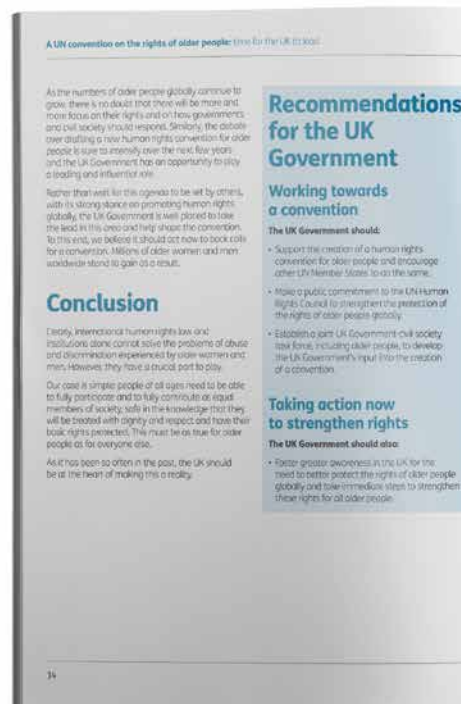 A UN convention on the rights of older people: time for the UK to lead
As the numbers of older people globally continue to
grow, there is no doubt that there will be more and
more focus on their rights and on how governments
and civil society should respond. Similarly, the debate
over drafting a new human rights convention for older
people is sure to intensify over the next few years
and the UK Government has an opportunity to play
a leading and influential role.
Rather than wait for this agenda to be set by others,
with its strong stance on promoting human rights
globally, the UK Government is well placed to take
the lead in this area and help shape the convention.
To this end, we believe it should act now to back calls
for a convention. Millions of older women and men
worldwide stand to gain as a result.
Conclusion
Clearly, international human rights law and
institutions alone cannot solve the problems of abuse
and discrimination experienced by older women and
men. However, they have a crucial part to play.
Our case is simple: people of all ages need to be able
to fully participate and to fully contribute as equal
members of society, safe in the knowledge that they
will be treated with dignity and respect and have their
basic rights protected. This must be as true for older
people as for everyone else.
As it has been so often in the past, the UK should
be at the heart of making this a reality.
Recommendations
for the UK
Government
Working towards
a convention
The UK Government should:
• Support the creation of a human rights
convention for older people and encourage
other UN Member States to do the same.
• Make a public commitment to the UN Human
Rights Council to strengthen the protection of
the rights of older people globally.
• Establish a joint UK Government-civil society
task force, including older people, to develop
the UK Government's input into the creation
of a convention.
Taking action now
to strengthen rights
The UK Government should also:
• Foster greater awareness in the UK for the
need to better protect the rights of older people
globally and take immediate steps to strengthen
these rights for all older people.
14